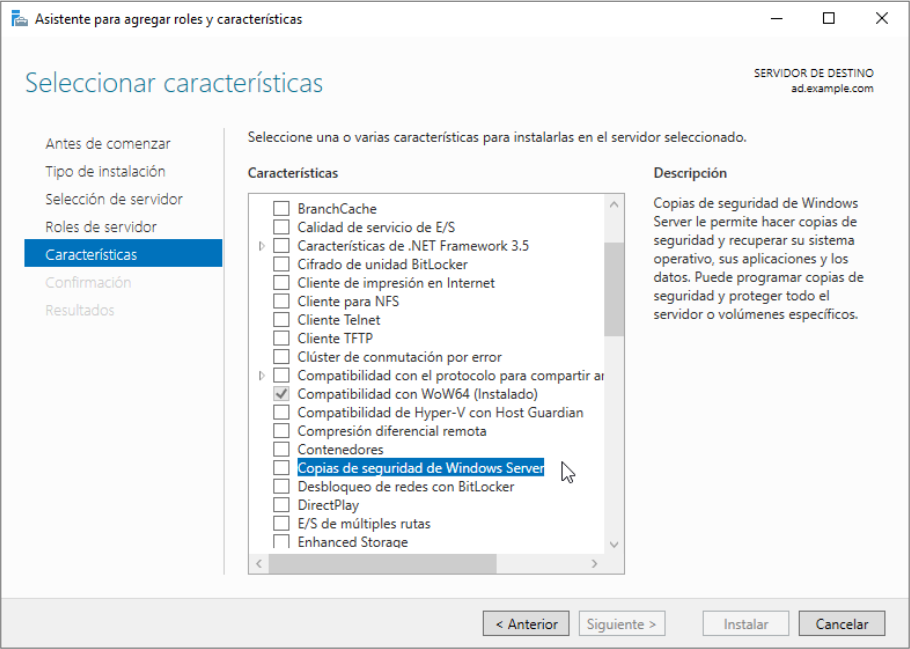 Asistente para agregar roles y características
Seleccionar características
SERVIDOR DE DESTINO
ad.example.com
Antes de comenzar
Tipo de instalación
Selección de servidor
Roles de servidor
Características
Confirmación
Resultados
Seleccione una o varias características para instalarlas en el servidor seleccionado.
Características
BranchCache
Calidad de servicio de E/S
Características de .NET Framework 3.5
Cifrado de unidad BitLocker
Cliente de impresión en Internet
Cliente para NFS
Cliente Telnet
Cliente TFTP
Clúster de conmutación por error
Compatibilidad con el protocolo para compartir ar
Compatibilidad con WoW64 (Instalado)
Compatibilidad de Hyper-V con Host Guardian
Compresión diferencial remota
Contenedores
Copias de seguridad de Windows Server
Desbloqueo de redes con BitLocker
DirectPlay
E/S de múltiples rutas
Enhanced Storage
Descripción
Copias de seguridad de Windows
Server le permite hacer copias de
seguridad y recuperar su sistema
operativo, sus aplicaciones y los
datos. Puede programar copias de
seguridad y proteger todo el
servidor o volúmenes específicos.
< Anterior
Siguiente >
Instalar
Cancelar